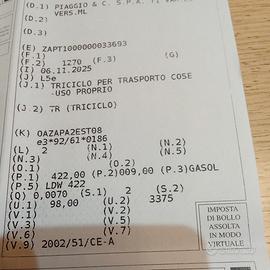 (D.1) PIAGGIO & C. S.P.A. T1
VERS.ML
(D.2)
(D.3)
(E) ZAPT1000000033693
(F.1) (G)
(F.2) 1270 (F.3)
(I) 06.11.2025
(J) L5e
(J.1) TRICICLO PER TRASPORTO COSE
-USO PROPRIO
(J.2) TR (TRICICLO)
(K) OAZAPA2EST08
e3*92/61*0186
(L) 2 (N.1) (N.2)
(N.3) (N.4) (N.5)
(O.1) (O.2)
(P.1) 422,00 (P.2)009,00 (P.3)GASOL
(P.5) LDW 422
(Q) 0,0070 (S.1) 2 (S.2)
(U.1) 98,00 (U.2) 3375
(V.1) (V.2)
(V.3) (V.5)
(V.6) (V.7)
(V.9) 2002/51/CE-A
IMPOSTA
DI BOLLO
ASSOLTA
IN MODO
VIRTUALE